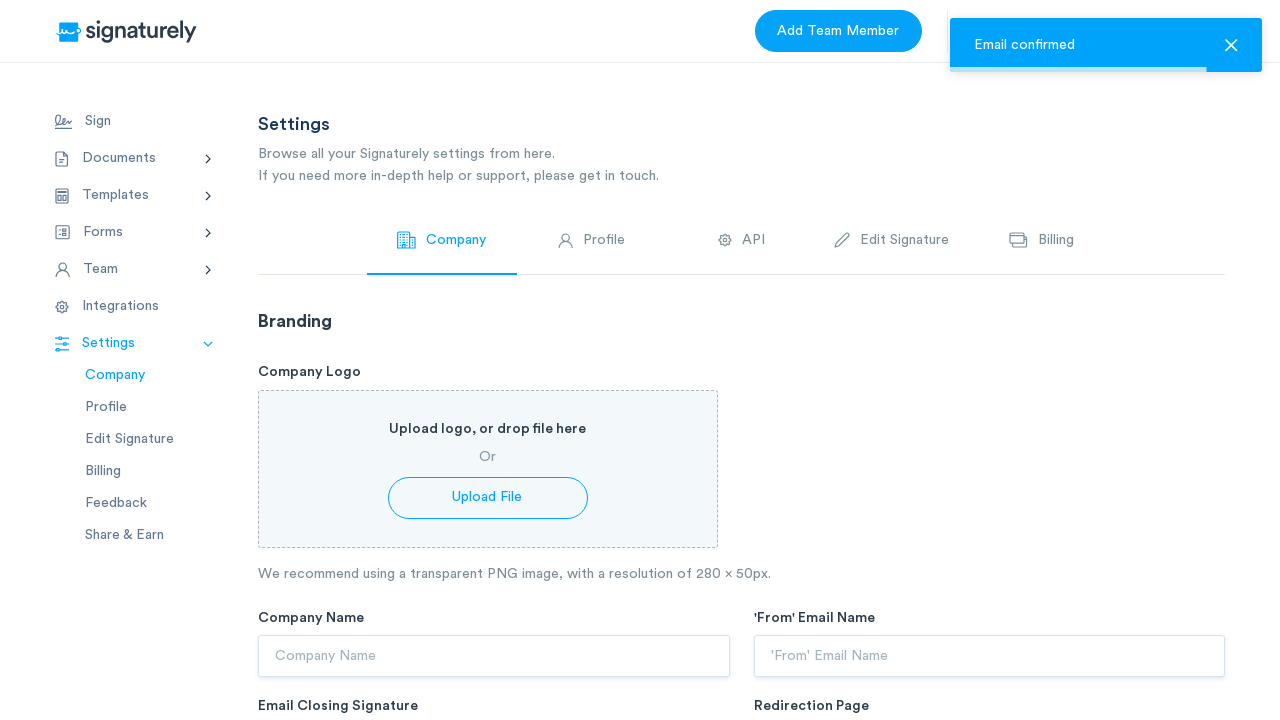 signaturely
Add Team Member
Email confirmed
Sign
Documents
Templates
Forms
Team
Integrations
Settings
Company
Profile
Edit Signature
Billing
Feedback
Share & Earn
Settings
Browse all your Signaturely settings from here.
If you need more in-depth help or support, please get in touch.
Company
Profile
API
Edit Signature
Billing
Branding
Company Logo
Upload logo, or drop file here
Or
Upload File
We recommend using a transparent PNG image, with a resolution of 280 × 50px.
Company Name
'From' Email Name
Company Name
'From' Email Name
Email Closing Signature
Redirection Page